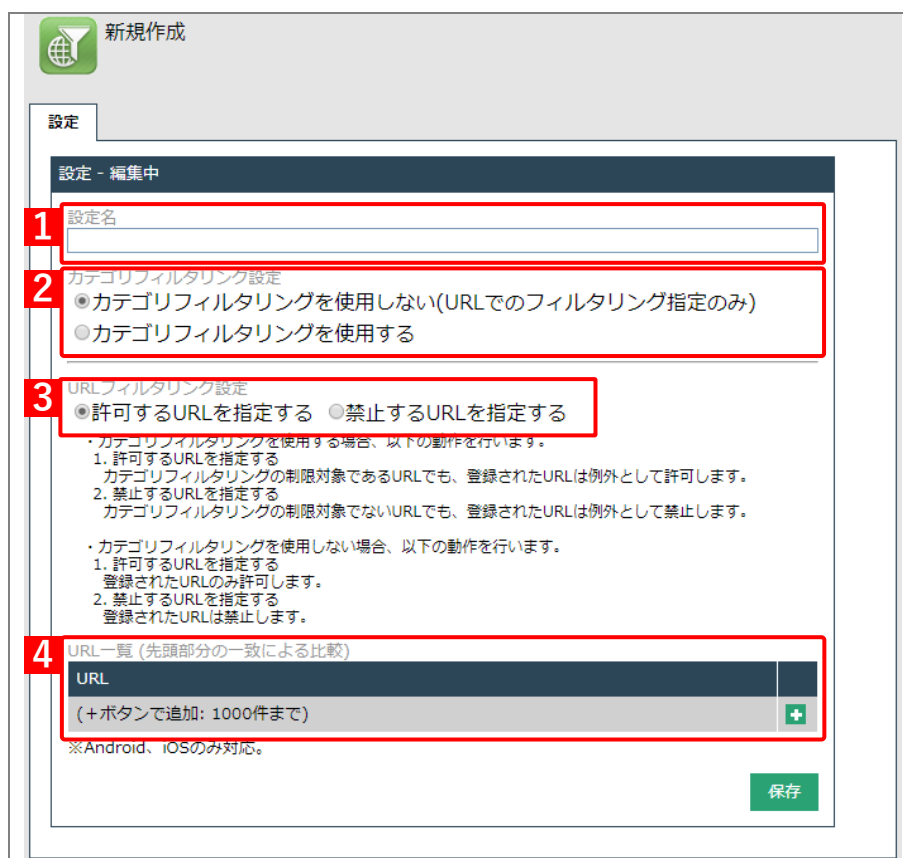 新規作成
設定
設定 - 編集中
1
設定名
2
カテゴリフィルタリング設定
カテゴリフィルタリングを使用しない(URLでのフィルタリング指定のみ)
カテゴリフィルタリングを使用する
3
URLフィルタリング設定
許可するURLを指定する 禁止するURLを指定する
・カテゴリフィルタリングを使用する場合、以下の動作を行います。
1. 許可するURLを指定する
カテゴリフィルタリングの制限対象であるURLでも、登録されたURLは例外として許可します。
2. 禁止するURLを指定する
カテゴリフィルタリングの制限対象でないURLでも、登録されたURLは例外として禁止します。
・カテゴリフィルタリングを使用しない場合、以下の動作を行います。
1. 許可するURLを指定する
登録されたURLのみ許可します。
2. 禁止するURLを指定する
登録されたURLは禁止します。
4
URL一覧 (先頭部分の一致による比較)
URL
(+ボタンで追加: 1000件まで)
※Android、iOSのみ対応。
保存